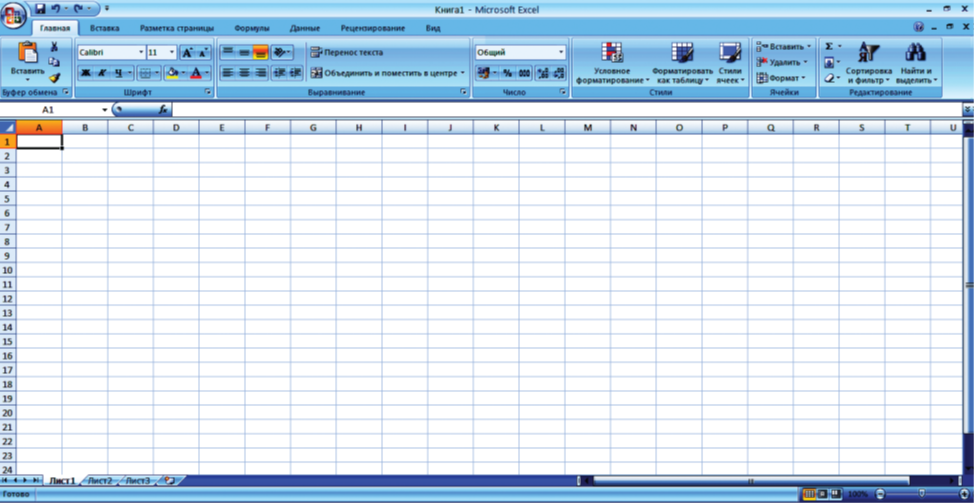 Книга1 - Microsoft Excel
Главная Вставка Разметка страницы Формулы Данные Рецензирование Вид
Calibri 11 Перенос текста Общий Вставить Σ
Вставить Ж К Ч А Объединить и поместить в центре % 000 Условное форматирование Форматировать как таблицу Стили ячеек Удалить Формат Сортировка и фильтр Найти и выделить
Буфер обмена Шрифт Выравнивание Число Стили Ячейки Редактирование
A1 fx
A B C D E F G H I J K L M N O P Q R S T U
1
2
3
4
5
6
7
8
9
10
11
12
13
14
15
16
17
18
19
20
21
22
23
24
Лист1 Лист2 Лист3
Готово 100%